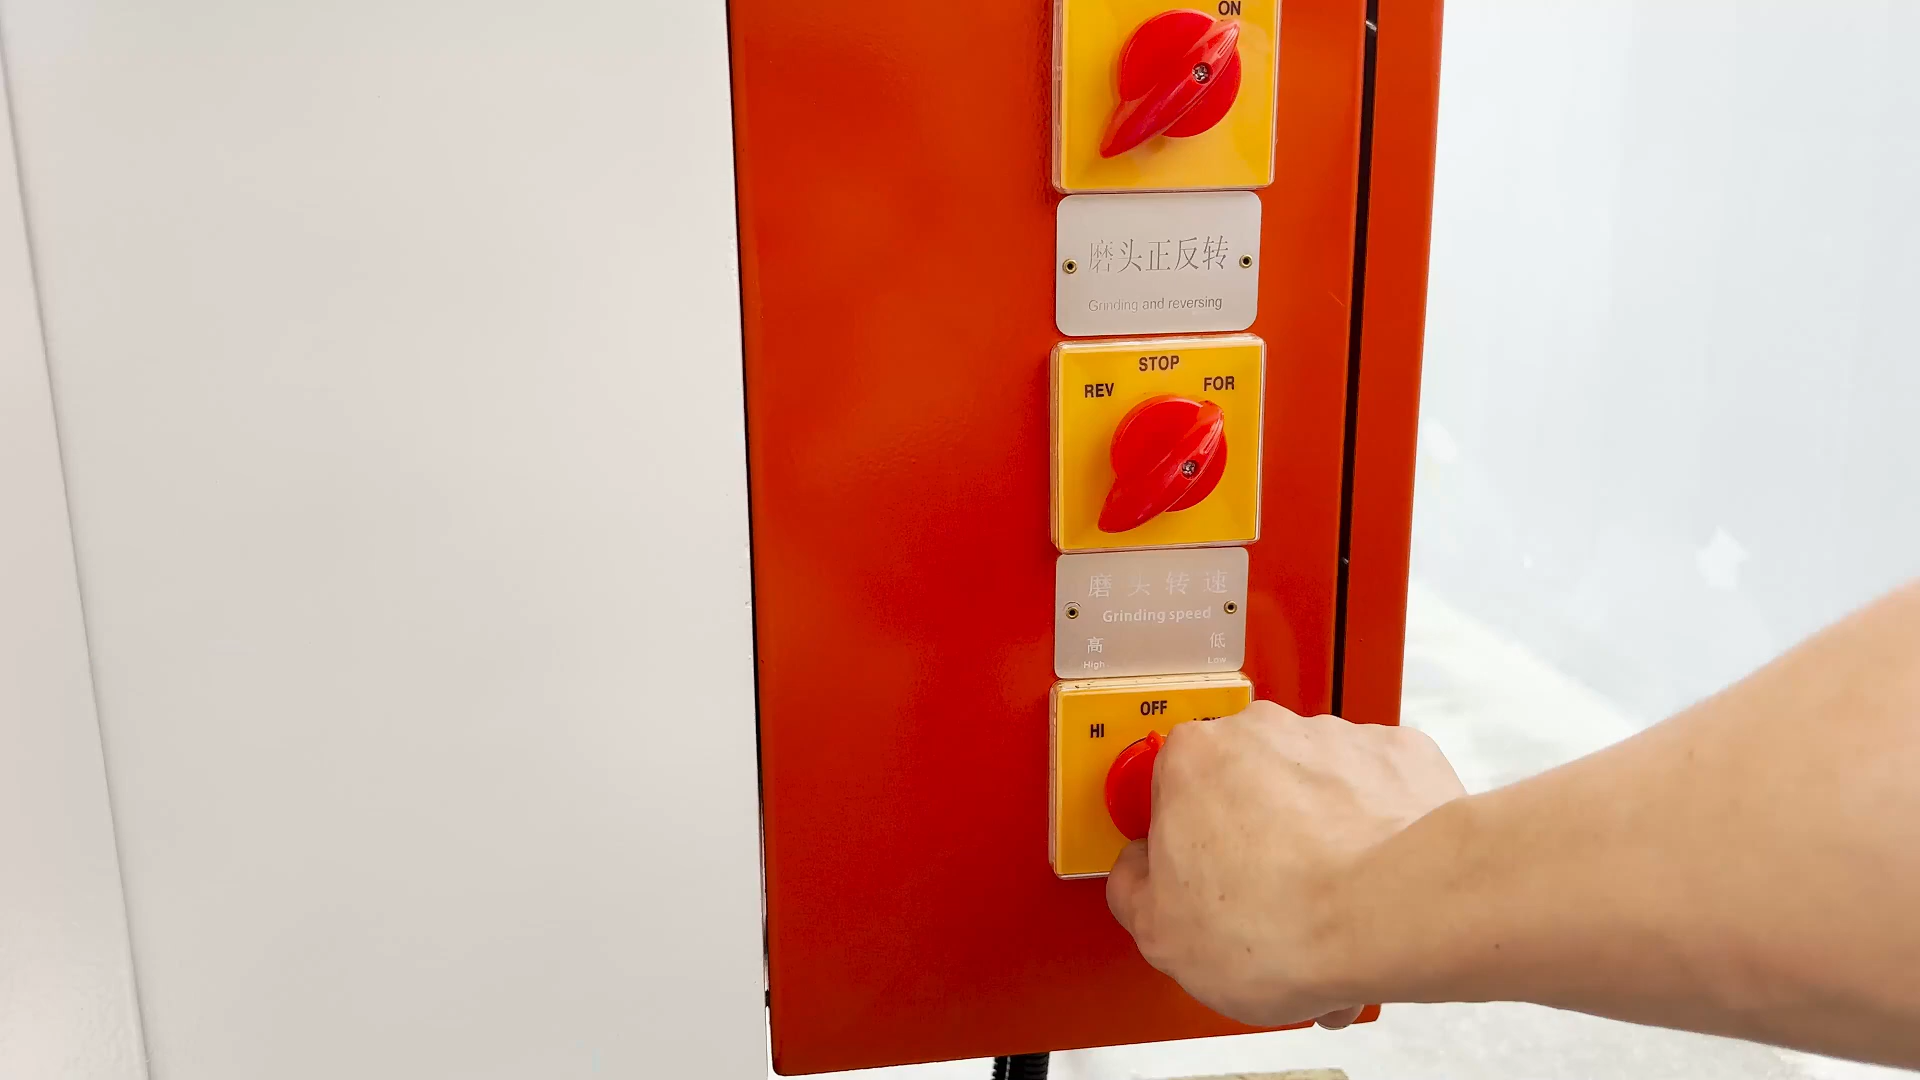 ON
磨头正反转
Grinding and reversing
STOP
REV FOR
磨头转速
Grinding speed
高 低
High Low
OFF
HI